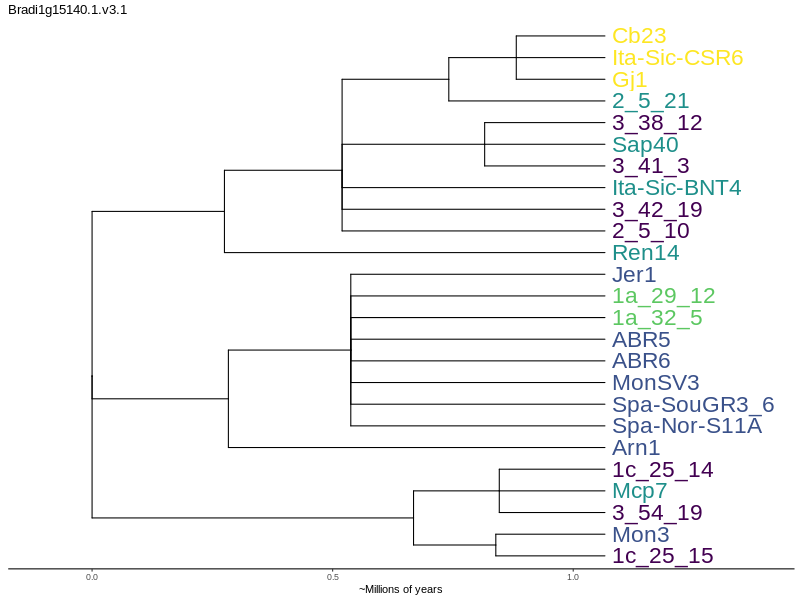 Bradi1g15140.1.v3.1
Cb23
Ita-Sic-CSR6
Gj1
2_5_21
3_38_12
Sap40
3_41_3
Ita-Sic-BNT4
3_42_19
2_5_10
Ren14
Jer1
1a_29_12
1a_32_5
ABR5
ABR6
MonSV3
Spa-SouGR3_6
Spa-Nor-S11A
Arn1
1c_25_14
Mcp7
3_54_19
Mon3
1c_25_15
0.0 0.5 1.0
~Millions of years